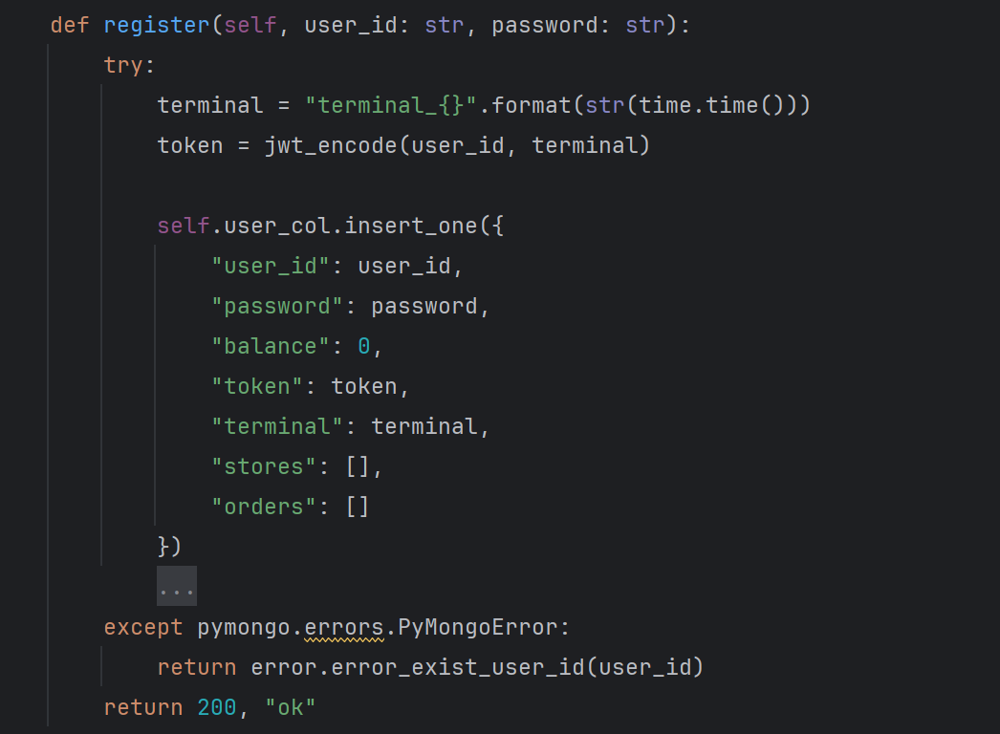 def register(self, user_id: str, password: str):
try:
terminal = "terminal_{}".format(str(time.time()))
token = jwt_encode(user_id, terminal)
self.user_col.insert_one({
"user_id": user_id,
"password": password,
"balance": 0,
"token": token,
"terminal": terminal,
"stores": [],
"orders": []
})
...
except pymongo.errors.PyMongoError:
return error.error_exist_user_id(user_id)
return 200, "ok"